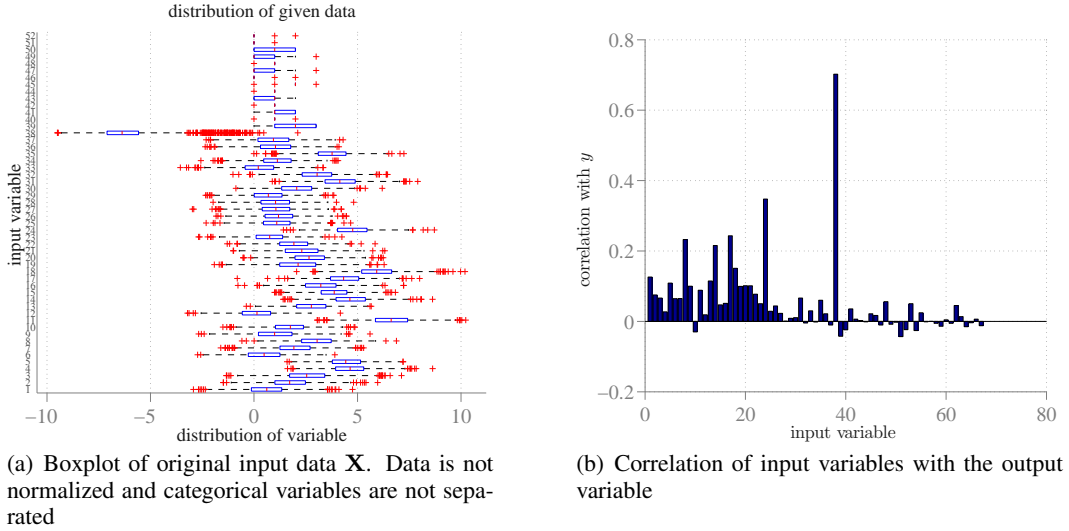 distribution of given data
input variable
−10
−5
0
5
10
distribution of variable
(a) Boxplot of original input data X. Data is not
normalized and categorical variables are not sepa-
rated
0.8
0.6
0.4
0.2
0
−0.2
correlation with y
0
20
40
60
80
input variable
(b) Correlation of input variables with the output
variable